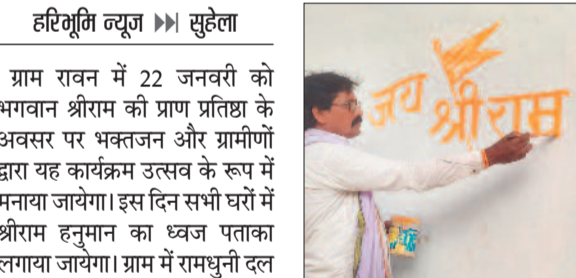 हरिभूमि न्यूज ▶▶| सुहेला
ग्राम रावन में 22 जनवरी को
भगवान श्रीराम की प्राण प्रतिष्ठा के
अवसर पर भक्तजन और ग्रामीणों
द्वारा यह कार्यक्रम उत्सव के रूप में
मनाया जायेगा। इस दिन सभी घरों में
श्रीराम हनुमान का ध्वज पताका
लगाया जायेगा। ग्राम में रामधुनी दल
जय
श्रीराम